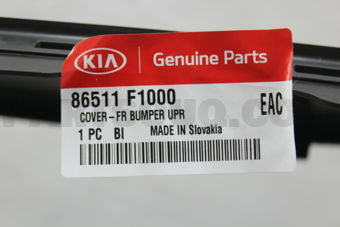 KIA Genuine Parts
86511 F1000
EAC
COVER-FR BUMPER UPR
1 PC BI MADE IN Slovakia